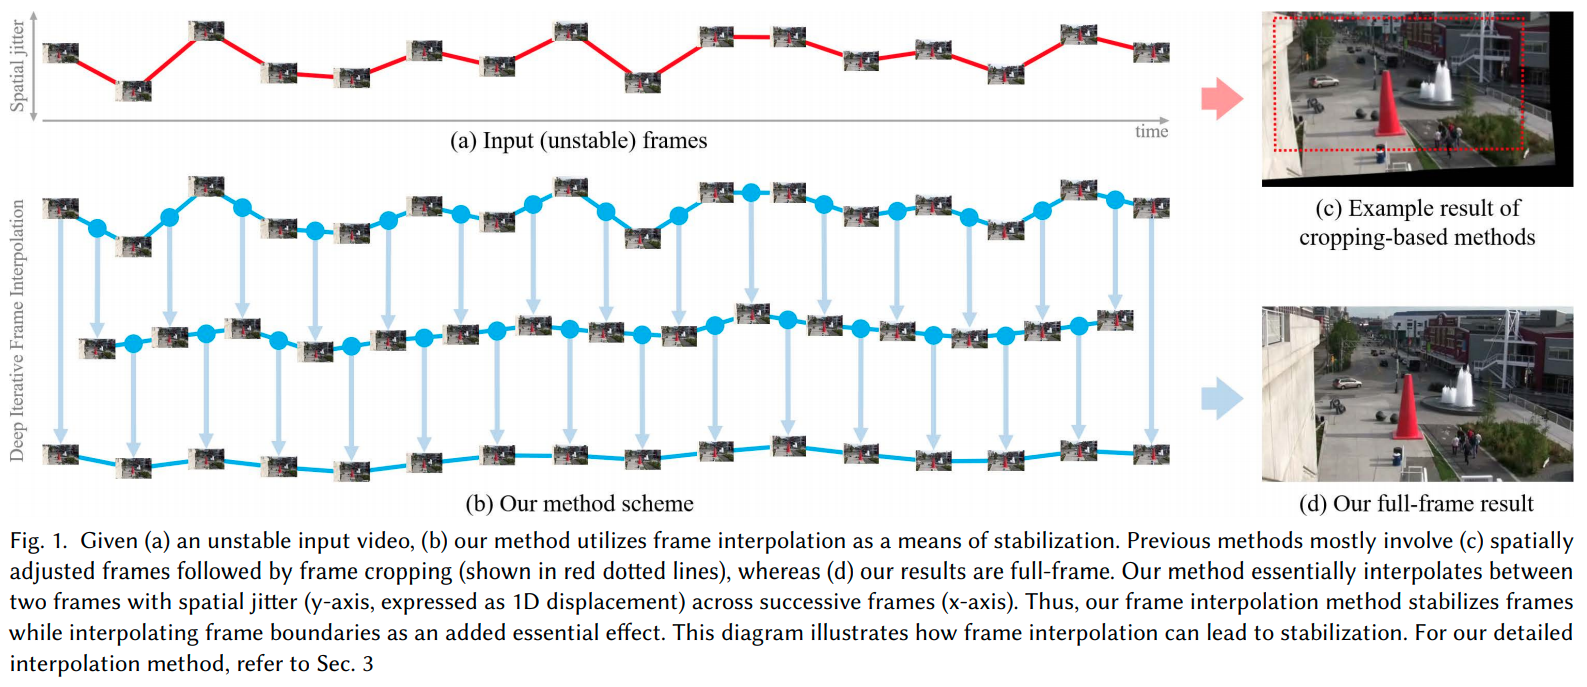 Spatial jitter
time
(a) Input (unstable) frames
Deep Iterative Frame Interpolation
(b) Our method scheme
(c) Example result of
cropping-based methods
(d) Our full-frame result
Fig. 1. Given (a) an unstable input video, (b) our method utilizes frame interpolation as a means of stabilization. Previous methods mostly involve (c) spatially
adjusted frames followed by frame cropping (shown in red dotted lines), whereas (d) our results are full-frame. Our method essentially interpolates between
two frames with spatial jitter (y-axis, expressed as 1D displacement) across successive frames (x-axis). Thus, our frame interpolation method stabilizes frames
while interpolating frame boundaries as an added essential effect. This diagram illustrates how frame interpolation can lead to stabilization. For our detailed
interpolation method, refer to Sec. 3